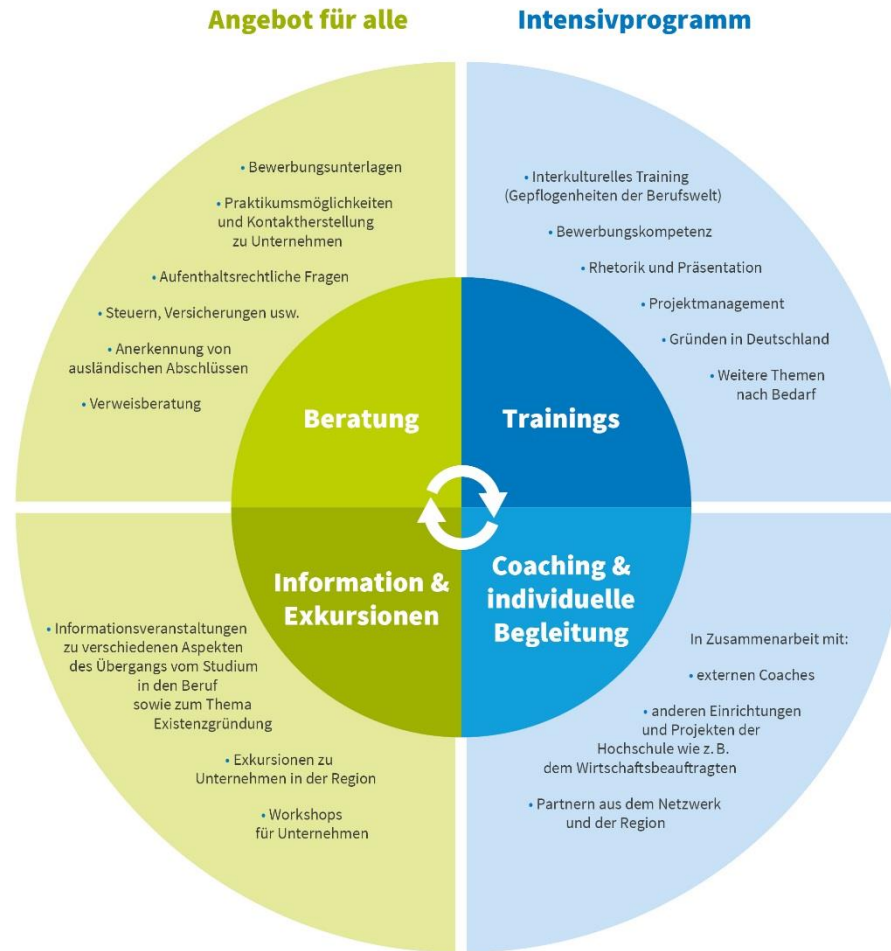 Angebot für alle
Intensivprogramm
• Bewerbungsunterlagen
• Praktikumsmöglichkeiten
und Kontaktherstellung
zu Unternehmen
• Aufenthaltsrechtliche Fragen
• Steuern, Versicherungen usw.
• Anerkennung von
ausländischen Abschlüssen
• Verweisberatung
Beratung
• Interkulturelles Training
(Gepflogenheiten der Berufswelt)
• Bewerbungskompetenz
• Rhetorik und Präsentation
• Projektmanagement
• Gründen in Deutschland
• Weitere Themen
nach Bedarf
Trainings
Information &
Exkursionen
• Informationsveranstaltungen
zu verschiedenen Aspekten
des Übergangs vom Studium
in den Beruf
sowie zum Thema
Existenzgründung
• Exkursionen zu
Unternehmen in der Region
• Workshops
für Unternehmen
Coaching &
individuelle
Begleitung
In Zusammenarbeit mit:
• externen Coaches
• anderen Einrichtungen
und Projekten der
Hochschule wie z. B.
dem Wirtschaftsbeauftragten
• Partnern aus dem Netzwerk
und der Region